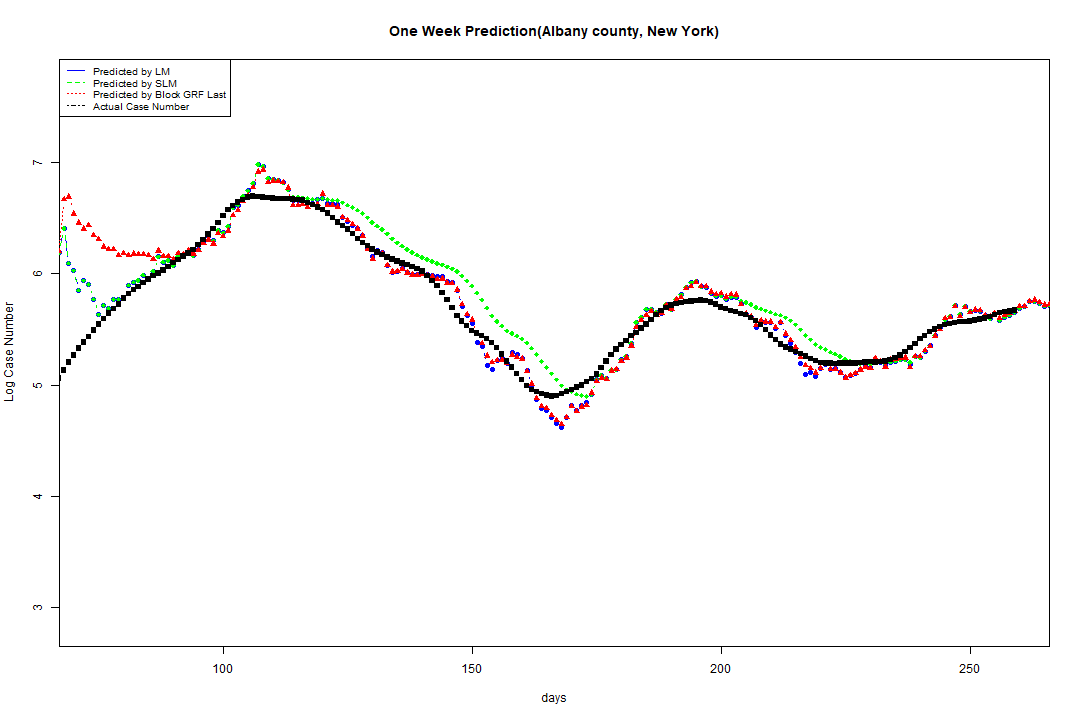 One Week Prediction(Albany county, New York)
Predicted by LM
Predicted by SLM
Predicted by Block GRF Last
Actual Case Number
7
6
5
4
3
Log Case Number
100 150 200 250
days